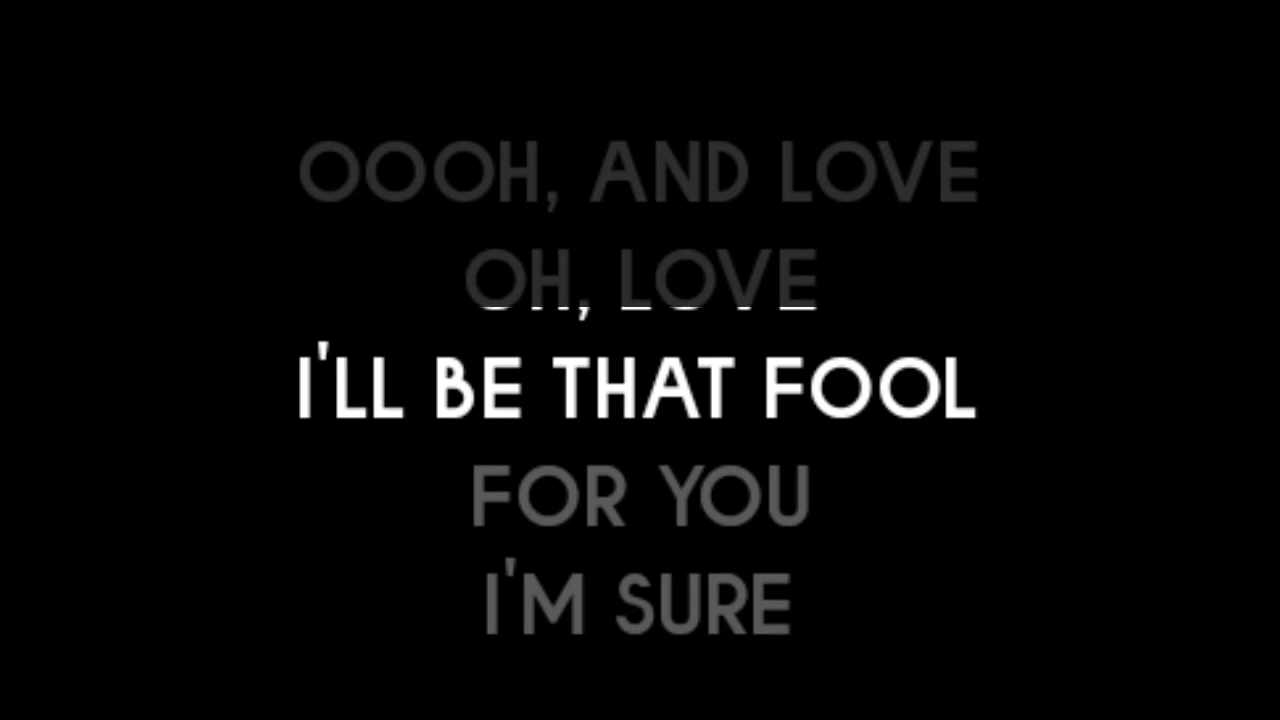 OOOH, AND LOVE
OH, LOVE
I'LL BE THAT FOOL
FOR YOU
I'M SURE